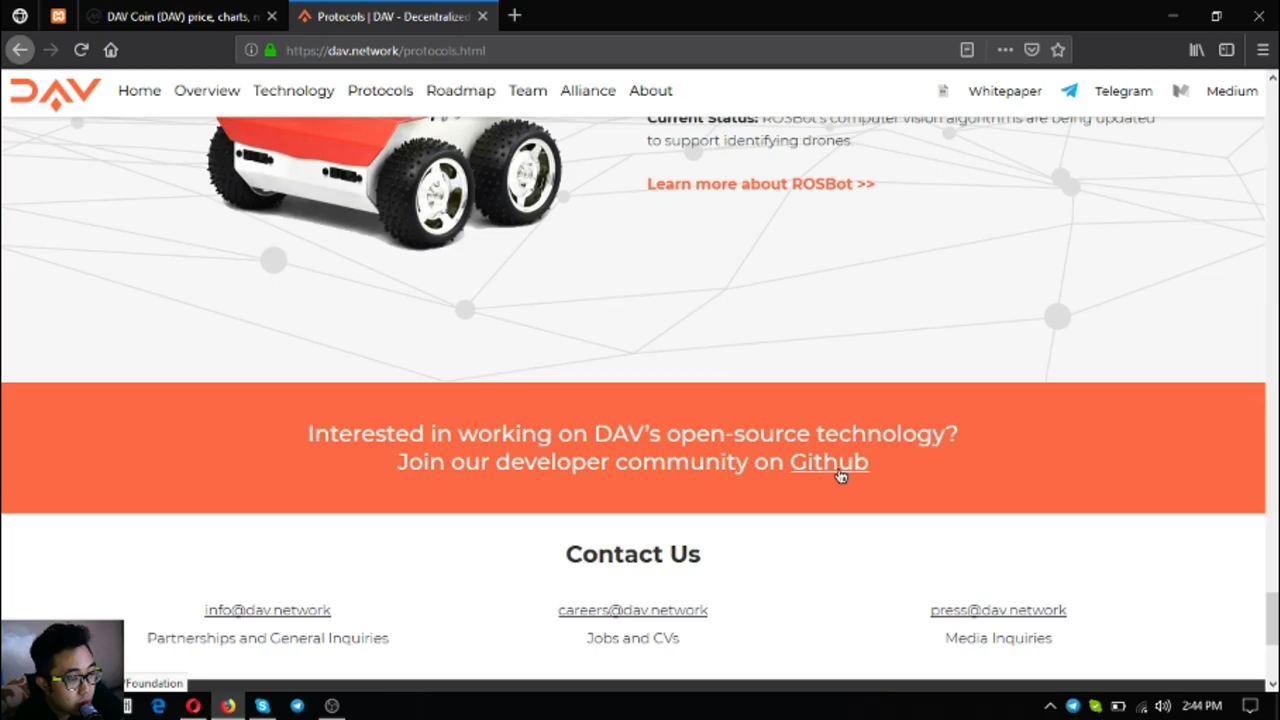 DAV Coin (DAV) price, charts,
Protocols | DAV - Decentralized
https://dav.network/protocols.html
DAV Home Overview Technology Protocols Roadmap Team Alliance About Whitepaper Telegram Medium
Current Status: ROSBot's computer vision algorithms are being updated
to support identifying drones.
Learn more about ROSBot >>
Interested in working on DAV's open-source technology?
Join our developer community on Github
Contact Us
info@dav.network careers@dav.network press@dav.network
Partnerships and General Inquiries Jobs and CVs Media Inquiries
/Foundation
2:44 PM